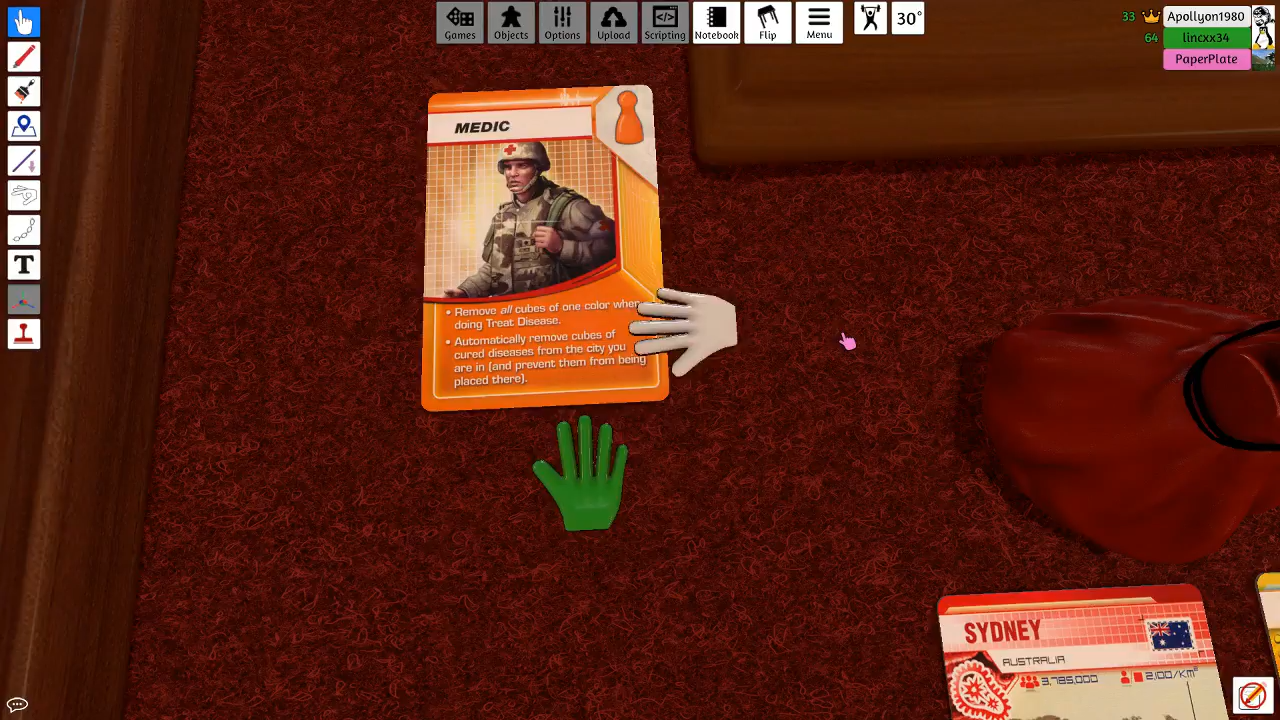 Games
Objects
Options
Upload
Scripting
Notebook
Flip
Menu
30°
33
Apollyon1980
64
lincxx34
PaperPlate
T
MEDIC
• Remove all cubes of one color when
doing Treat Disease.
• Automatically remove cubes of
cured diseases from the city you
are in (and prevent them from being
placed there).
SYDNEY
AUSTRALIA
3,785,000
2,100/KM²